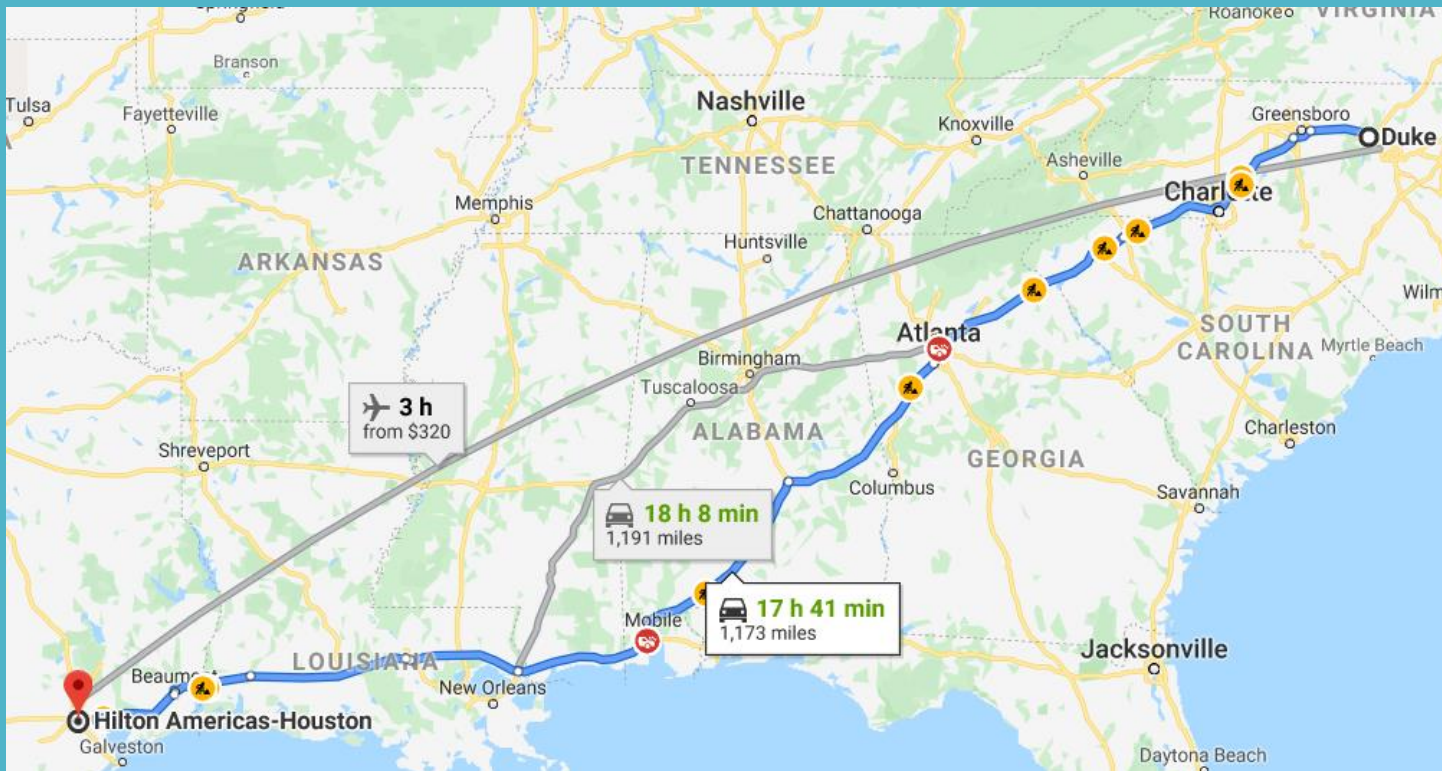 Roanoke
VIRGINIA
Branson
Tulsa
Fayetteville
Nashville
Knoxville
Greensboro
Duke
TENNESSEE
Asheville
Memphis
Charlotte
Chattanooga
Huntsville
ARKANSAS
Wilm
Atlanta
SOUTH
CAROLINA
Myrtle Beach
Birmingham
Tuscaloosa
3 h
from $320
ALABAMA
Charleston
Shreveport
GEORGIA
Columbus
Savannah
18 h 8 min
1,191 miles
17 h 41 min
1,173 miles
Mobile
Jacksonville
LOUISIANA
Beaumont
New Orleans
Hilton Americas-Houston
Galveston
Daytona Beach